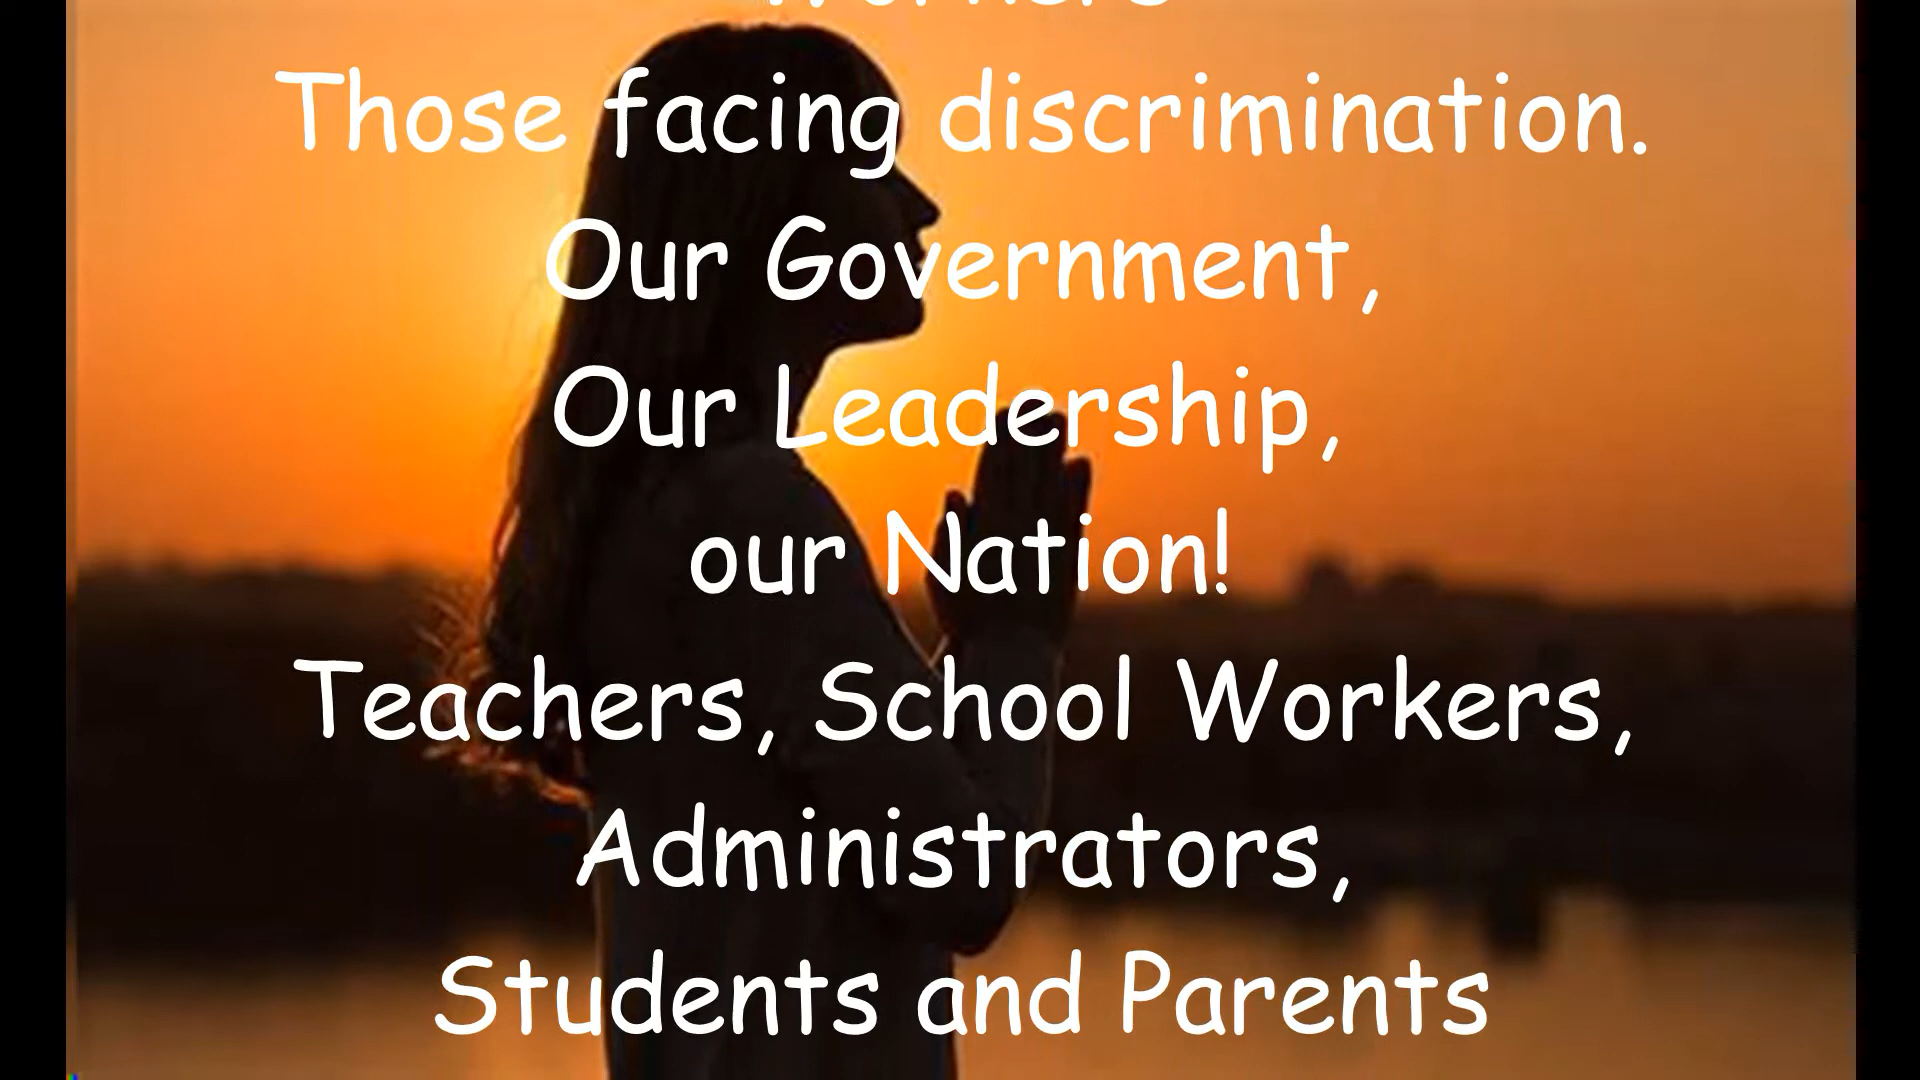 Those facing discrimination.
Our Government,
Our Leadership,
our Nation!
Teachers, School Workers,
Administrators,
Students and Parents